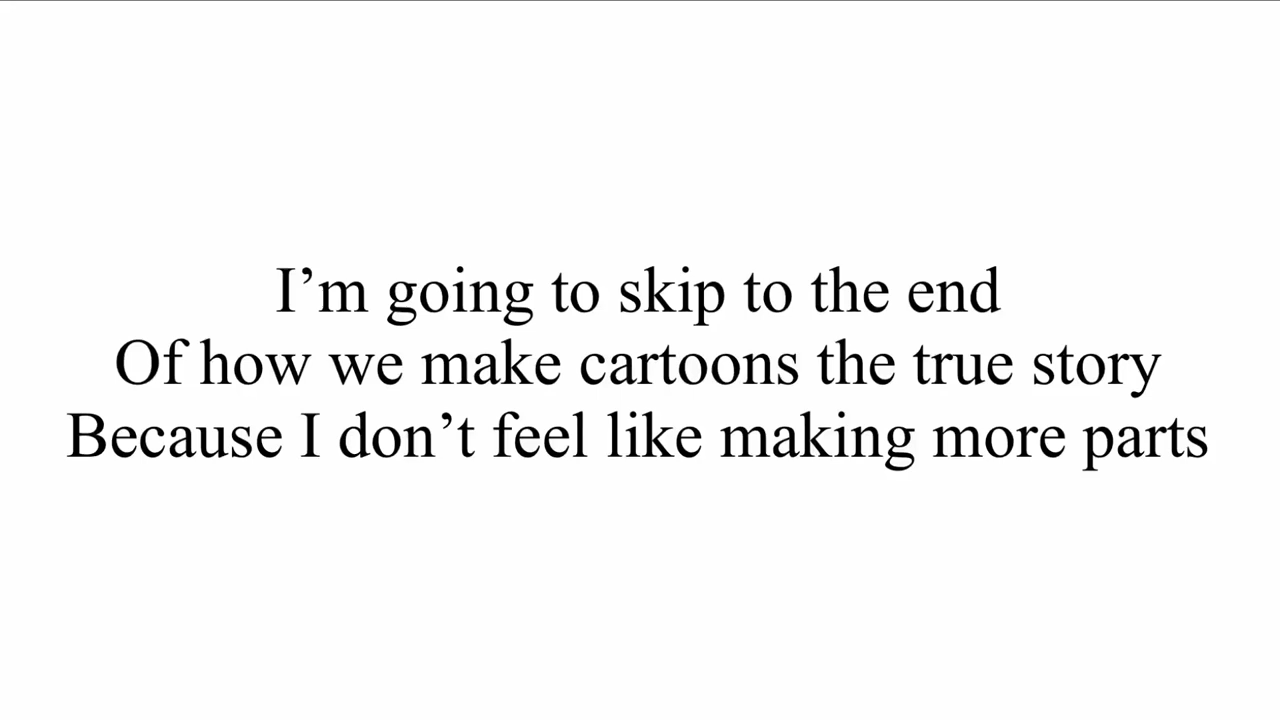 I’m going to skip to the end
Of how we make cartoons the true story
Because I don’t feel like making more parts